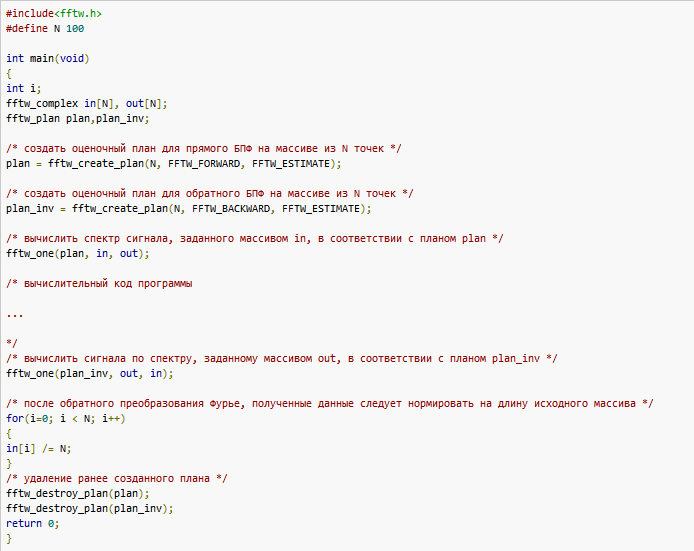 #include<fftw.h>
#define N 100
int main(void)
{
int i;
fftw_complex in[N], out[N];
fftw_plan plan,plan_inv;
/* создать оценочный план для прямого БПФ на массиве из N точек */
plan = fftw_create_plan(N, FFTW_FORWARD, FFTW_ESTIMATE);
/* создать оценочный план для обратного БПФ на массиве из N точек */
plan_inv = fftw_create_plan(N, FFTW_BACKWARD, FFTW_ESTIMATE);
/* вычислить спектр сигнала, заданного массивом in, в соответствии с планом plan */
fftw_one(plan, in, out);
/* вычислительный код программы
...
*/
/* вычислить сигнала по спектру, заданному массивом out, в соответствии с планом plan_inv */
fftw_one(plan_inv, out, in);
/* после обратного преобразования Фурье, полученные данные следует нормировать на длину исходного массива */
for(i=0; i < N; i++)
{
in[i] /= N;
}
/* удаление ранее созданного плана */
fftw_destroy_plan(plan);
fftw_destroy_plan(plan_inv);
return 0;
}